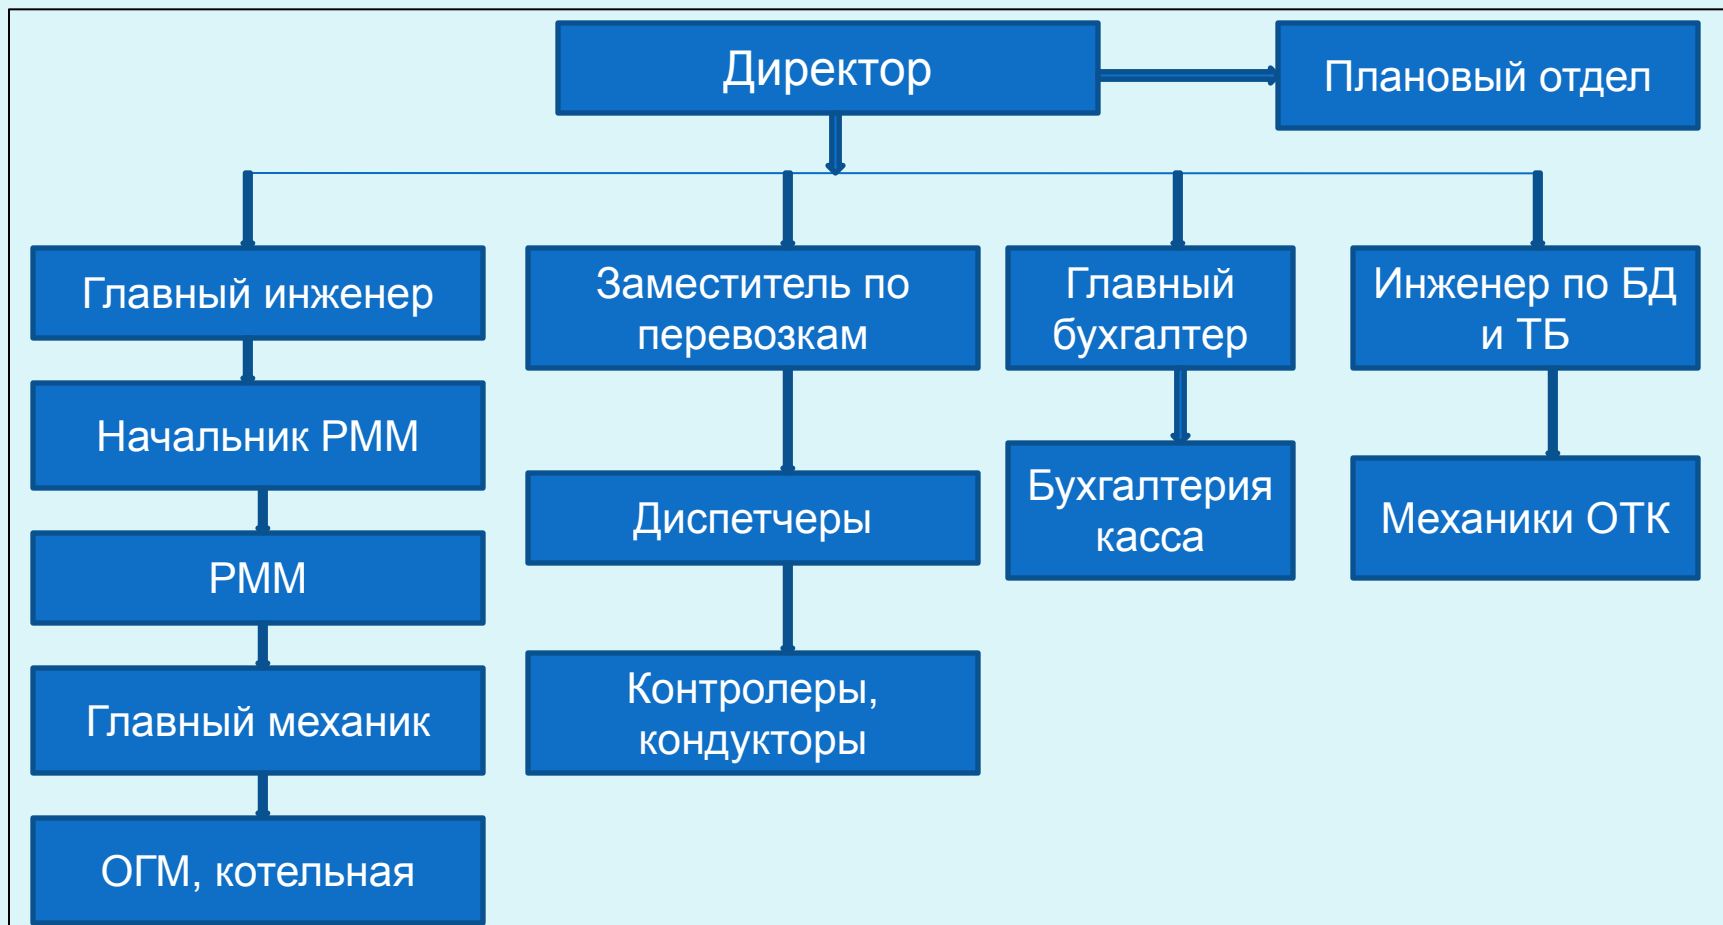 Директор
Плановый отдел
Главный инженер
Заместитель по
перевозкам
Главный
бухгалтер
Инженер по БД
и ТБ
Начальник РММ
Диспетчеры
Бухгалтерия
касса
Механики ОТК
РММ
Главный механик
Контролеры,
кондукторы
ОГМ, котельная